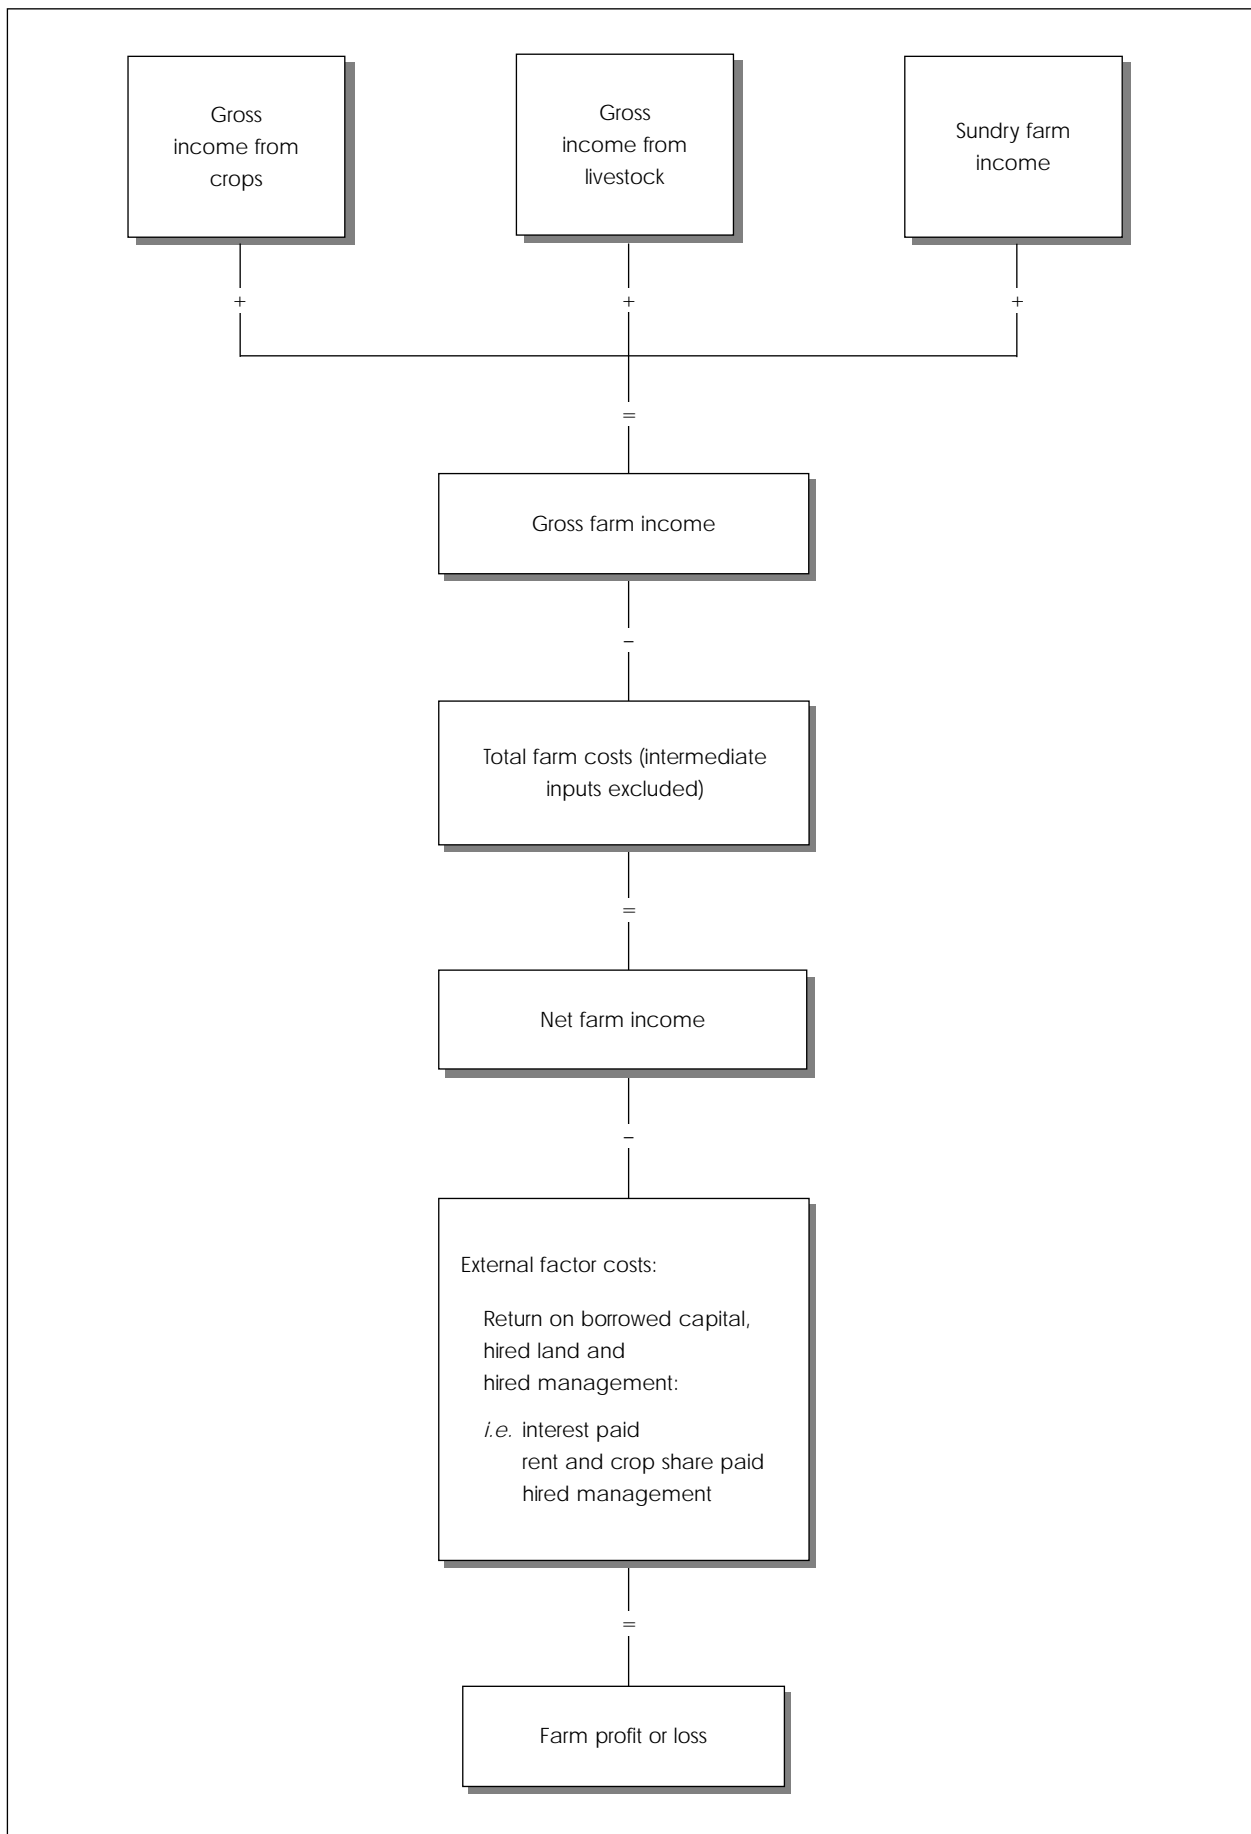 Gross
income from
crops
Gross
income from
livestock
Sundry farm
income
+
+
+
=
Gross farm income
–
Total farm costs (intermediate
inputs excluded)
=
Net farm income
–
External factor costs:
Return on borrowed capital,
hired land and
hired management:
i.e. interest paid
rent and crop share paid
hired management
=
Farm profit or loss